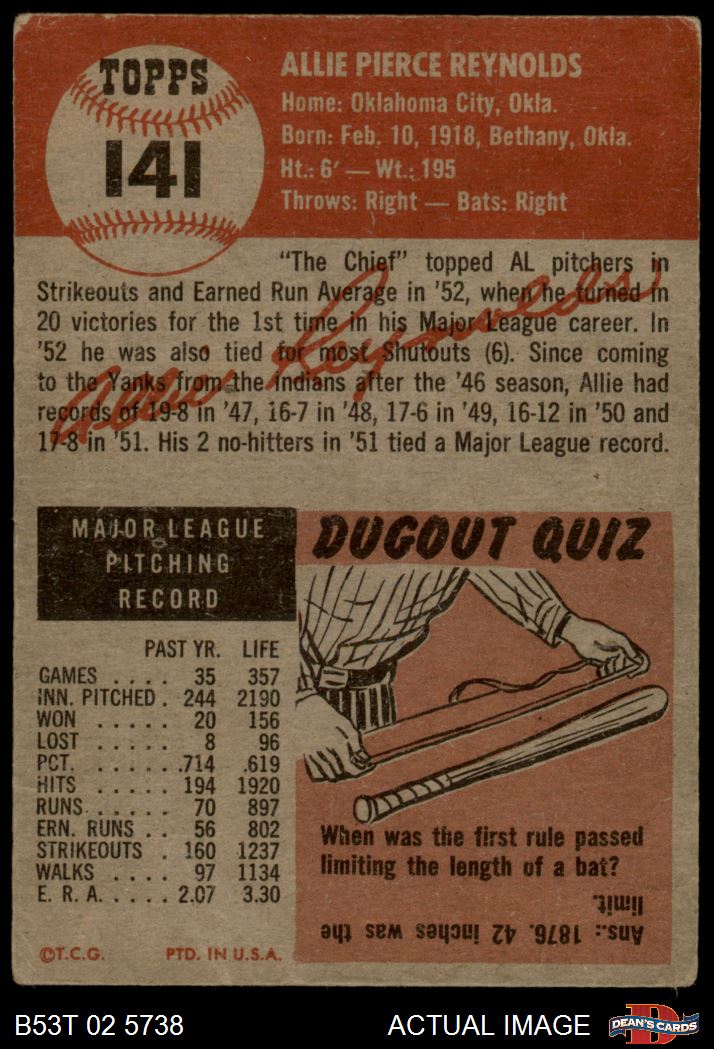 TOPPS
141
ALLIE PIERCE REYNOLDS
Home: Oklahoma City, Okla.
Born: Feb. 10, 1918, Bethany, Okla.
Ht.: 6' — Wt.: 195
Throws: Right — Bats: Right
"The Chief" topped AL pitchers in
Strikeouts and Earned Run Average in '52, when he turned in
20 victories for the 1st time in his Major League career. In
'52 he was also tied for most Shutouts (6). Since coming
to the Yanks from the Indians after the '46 season, Allie had
records of 19-8 in '47, 16-7 in '48, 17-6 in '49, 16-12 in '50 and
17-8 in '51. His 2 no-hitters in '51 tied a Major League record.
Allie Reynolds
MAJOR LEAGUE
PITCHING
RECORD
PAST YR. LIFE
GAMES .... 35 357
INN. PITCHED . 244 2190
WON ..... 20 156
LOST ..... 8 96
PCT. ...... .714 .619
HITS ..... 194 1920
RUNS ..... 70 897
ERN. RUNS .. 56 802
STRIKEOUTS . 160 1237
WALKS .... 97 1134
E. R. A. ..... 2.07 3.30
©T.C.G. PTD. IN U.S.A.
DUGOUT QUIZ
When was the first rule passed
limiting the length of a bat?
Ans.: 1876. 42 inches was the
limit.
B53T 02 5738
ACTUAL IMAGE
D
DEAN'S CARDS